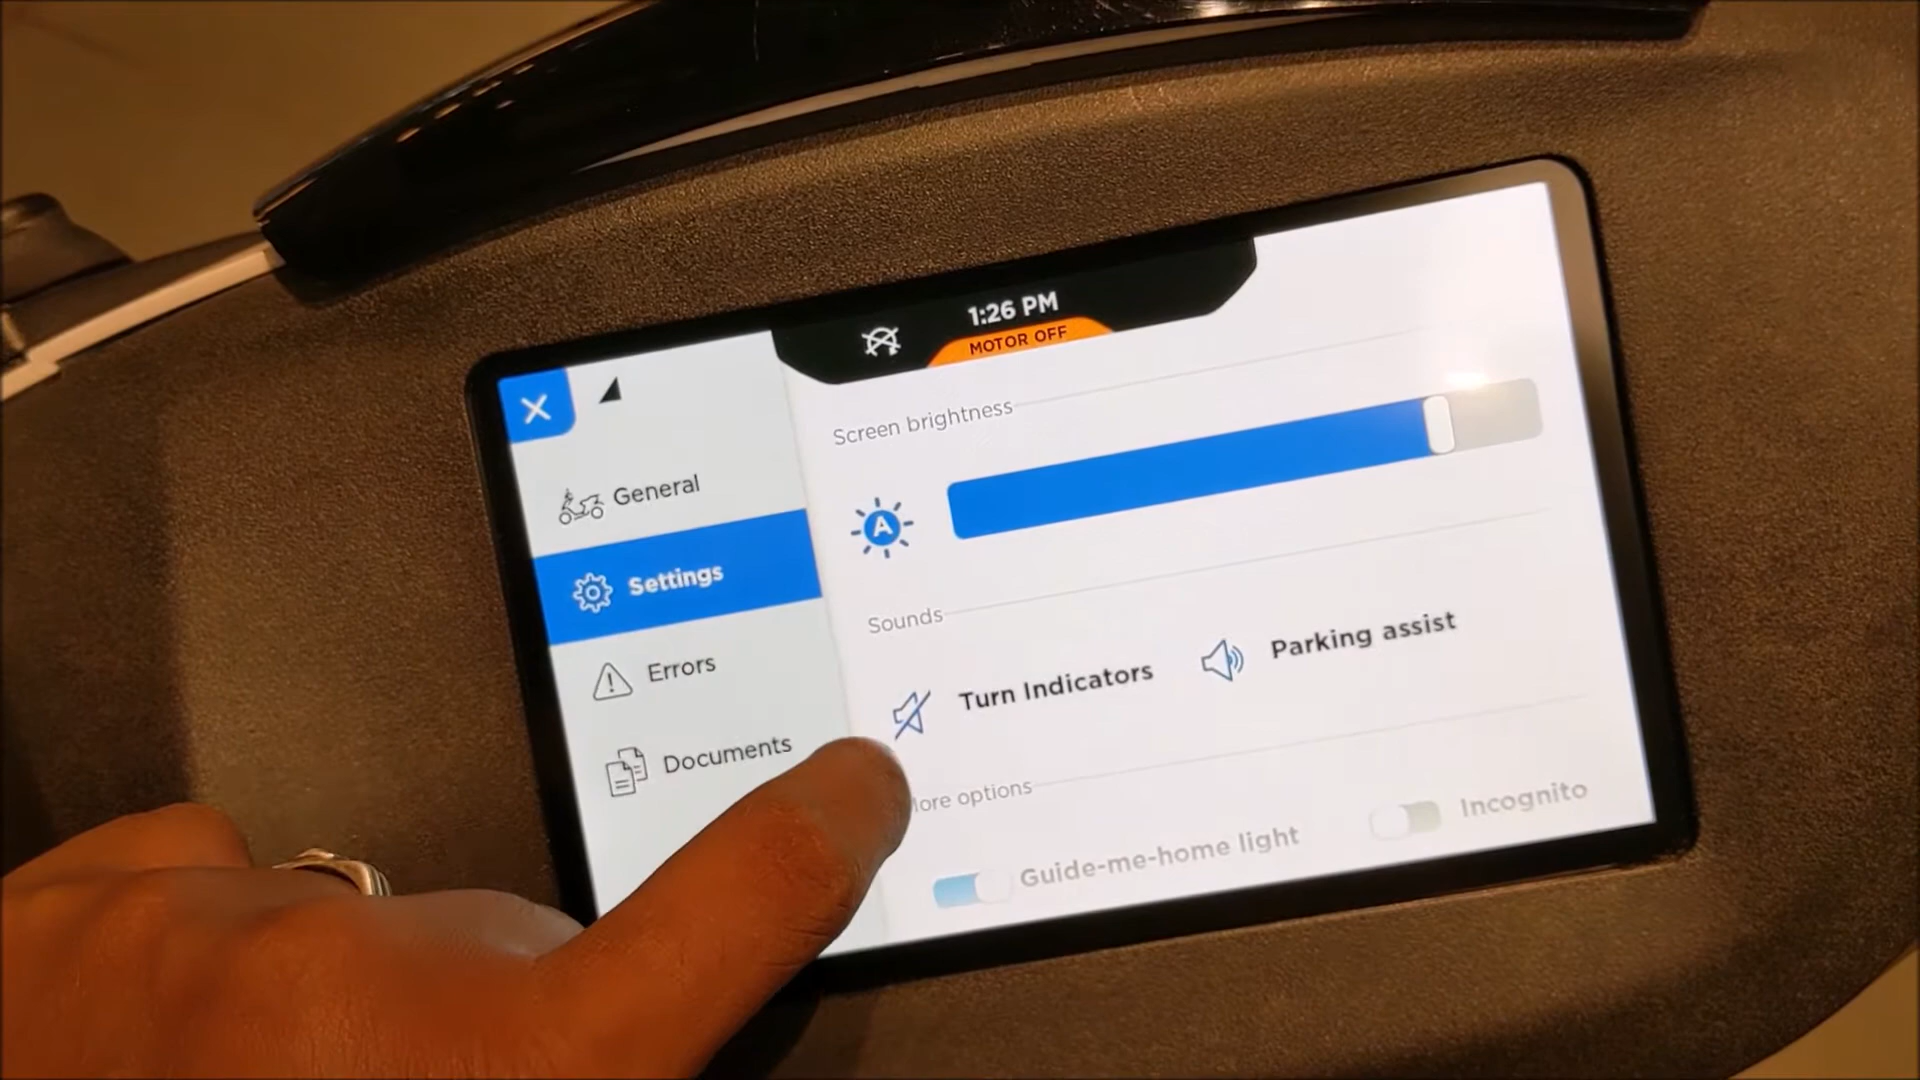 1:26 PM
MOTOR OFF
General
Settings
Errors
Documents
Screen brightness
A
Sounds
Turn Indicators
Parking assist
ore options
Guide-me-home light
Incognito